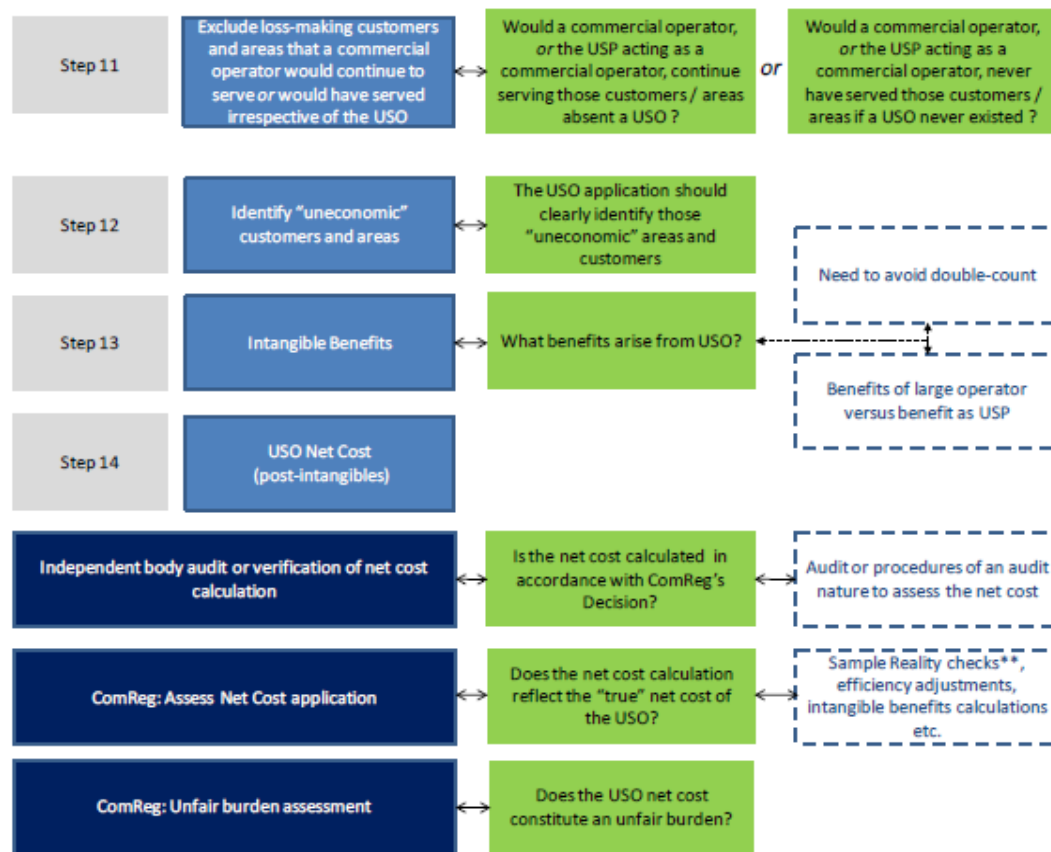 Step 11
Exclude loss-making customers
and areas that a commercial
operator would continue to
serve or would have served
irrespective of the USO
Would a commercial operator,
or the USP acting as a
commercial operator, continue
serving those customers / areas
absent a USO ?
or
Would a commercial operator,
or the USP acting as a
commercial operator, never
have served those customers /
areas if a USO never existed ?
Step 12
Identify “uneconomic”
customers and areas
The USO application should
clearly identify those
“uneconomic” areas and
customers
Need to avoid double-count
Step 13
Intangible Benefits
What benefits arise from USO?
Benefits of large operator
versus benefit as USP
Step 14
USO Net Cost
(post-intangibles)
Independent body audit or verification of net cost
calculation
Is the net cost calculated in
accordance with ComReg’s
Decision?
Audit or procedures of an audit
nature to assess the net cost
ComReg: Assess Net Cost application
Does the net cost calculation
reflect the “true” net cost of
the USO?
Sample Reality checks**,
efficiency adjustments,
intangible benefits calculations
etc.
ComReg: Unfair burden assessment
Does the USO net cost
constitute an unfair burden?